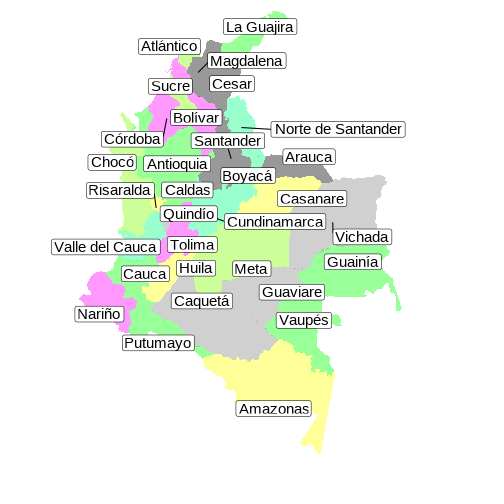 La Guajira
Atlántico
Magdalena
Sucre
Cesar
Bolívar
Norte de Santander
Córdoba
Santander
Chocó
Antioquia
Arauca
Boyacá
Risaralda
Caldas
Casanare
Quindío
Cundinamarca
Vichada
Valle del Cauca
Tolima
Guainía
Cauca
Huila
Meta
Guaviare
Caquetá
Nariño
Vaupés
Putumayo
Amazonas